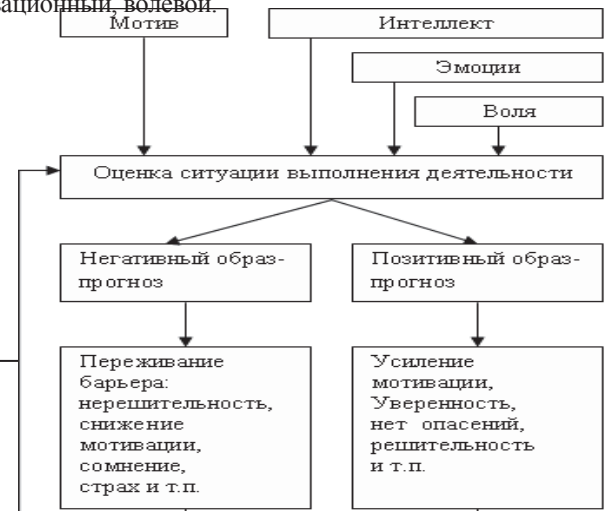 волевой.
Мотив
Интеллект
Эмоции
Воля
Оценка ситуации выполнения деятельности
Негативный образ-
прогноз
Позитивный образ-
прогноз
Переживание
барьера:
нерешительность,
снижение
мотивации,
сомнение,
страх и т.п.
Усиление
мотивации,
Уверенность,
нет опасений,
решительность
и т.п.